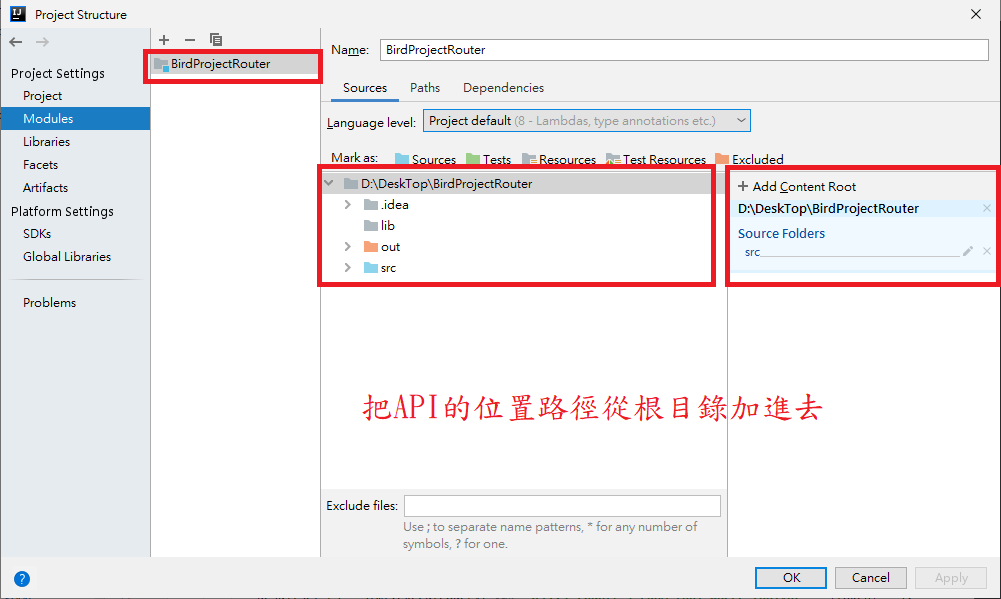 Project Structure
Project Settings
Project
Modules
Libraries
Facets
Artifacts
Platform Settings
SDKs
Global Libraries
Problems
BirdProjectRouter
Name: BirdProjectRouter
Sources Paths Dependencies
Language level: Project default (8 - Lambdas, type annotations etc.)
Mark as: Sources Tests Resources Test Resources Excluded
D:\DeskTop\BirdProjectRouter
.idea
lib
out
src
+ Add Content Root
D:\DeskTop\BirdProjectRouter
Source Folders
src
把API的位置路徑從根目錄加進去
Exclude files:
Use ; to separate name patterns, * for any number of
symbols, ? for one.
OK Cancel Apply